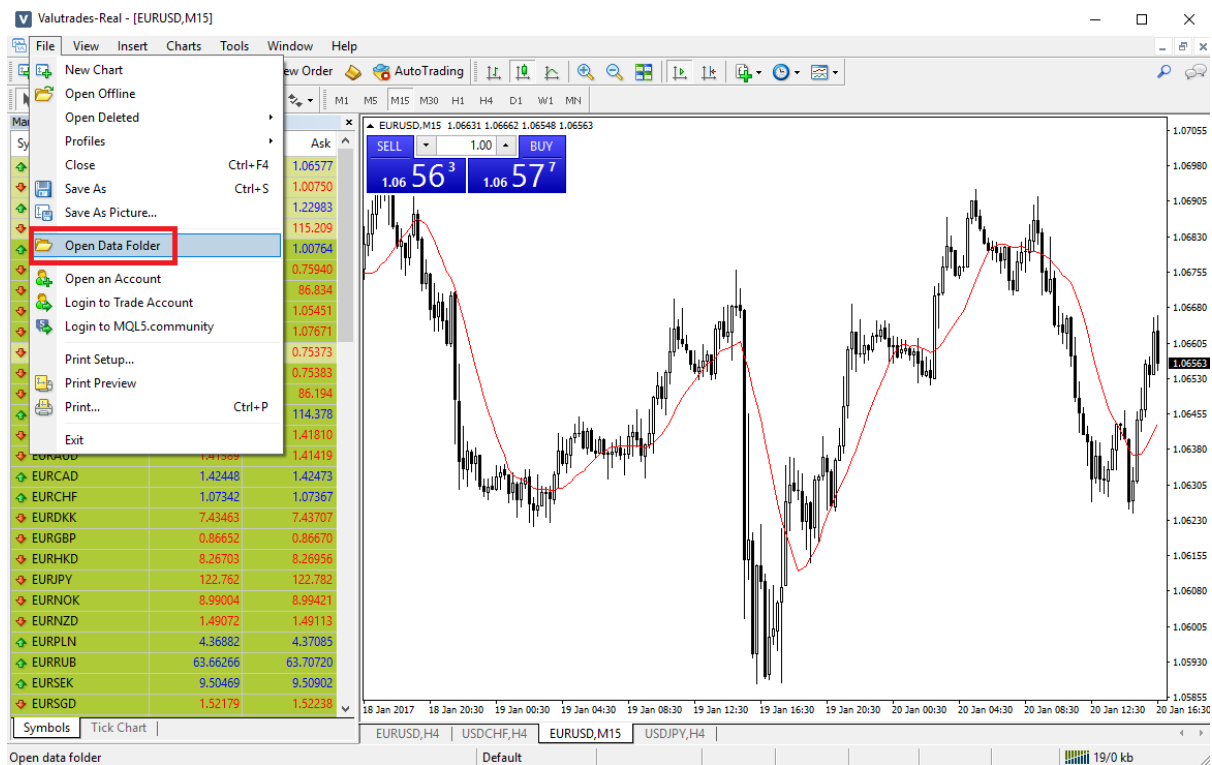 Valutrades-Real - [EURUSD,M15]
File View Insert Charts Tools Window Help
New Chart
ew Order AutoTrading
Open Offline
M1 M5 M15 M30 H1 H4 D1 W1 MN
Open Deleted
Profiles
Close Ctrl+F4
Save As Ctrl+S
Save As Picture...
Open Data Folder
Open an Account
Login to Trade Account
Login to MQL5.community
Print Setup...
Print Preview
Print... Ctrl+P
Exit
Ask
1.06577
1.00750
1.22983
115.209
1.00764
0.75940
86.834
1.05451
1.07671
0.75373
0.75383
86.194
114.378
1.41810
EURAUD 1.41389 1.41419
EURCAD 1.42448 1.42473
EURCHF 1.07342 1.07367
EURDKK 7.43463 7.43707
EURGBP 0.86652 0.86670
EURHKD 8.26703 8.26956
EURJPY 122.762 122.782
EURNOK 8.99004 8.99421
EURNZD 1.49072 1.49113
EURPLN 4.36882 4.37085
EURRUB 63.66266 63.70720
EURSEK 9.50469 9.50902
EURSGD 1.52179 1.52238
Symbols Tick Chart
EURUSD,M15 1.06631 1.06662 1.06548 1.06563
SELL 1.00 BUY
1.06 56 3 1.06 57 7
1.07055
1.06980
1.06905
1.06830
1.06755
1.06680
1.06605
1.06563
1.06530
1.06455
1.06380
1.06305
1.06230
1.06155
1.06080
1.06005
1.05930
1.05855
18 Jan 2017 18 Jan 20:30 19 Jan 00:30 19 Jan 04:30 19 Jan 08:30 19 Jan 12:30 19 Jan 16:30 19 Jan 20:30 20 Jan 00:30 20 Jan 04:30 20 Jan 08:30 20 Jan 12:30 20 Jan 16:30
EURUSD,H4 USDCHF,H4 EURUSD,M15 USDJPY,H4
Open data folder Default 19/0 kb